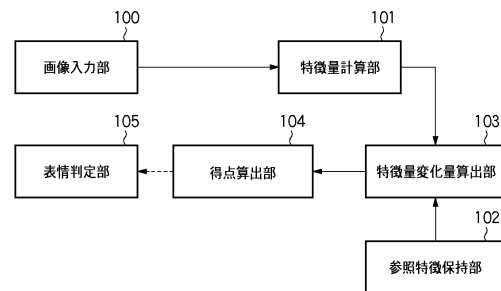 100
画像入力部
101
特徴量計算部
103
特徴量変化量算出部
104
得点算出部
105
表情判定部
102
参照特徴保持部